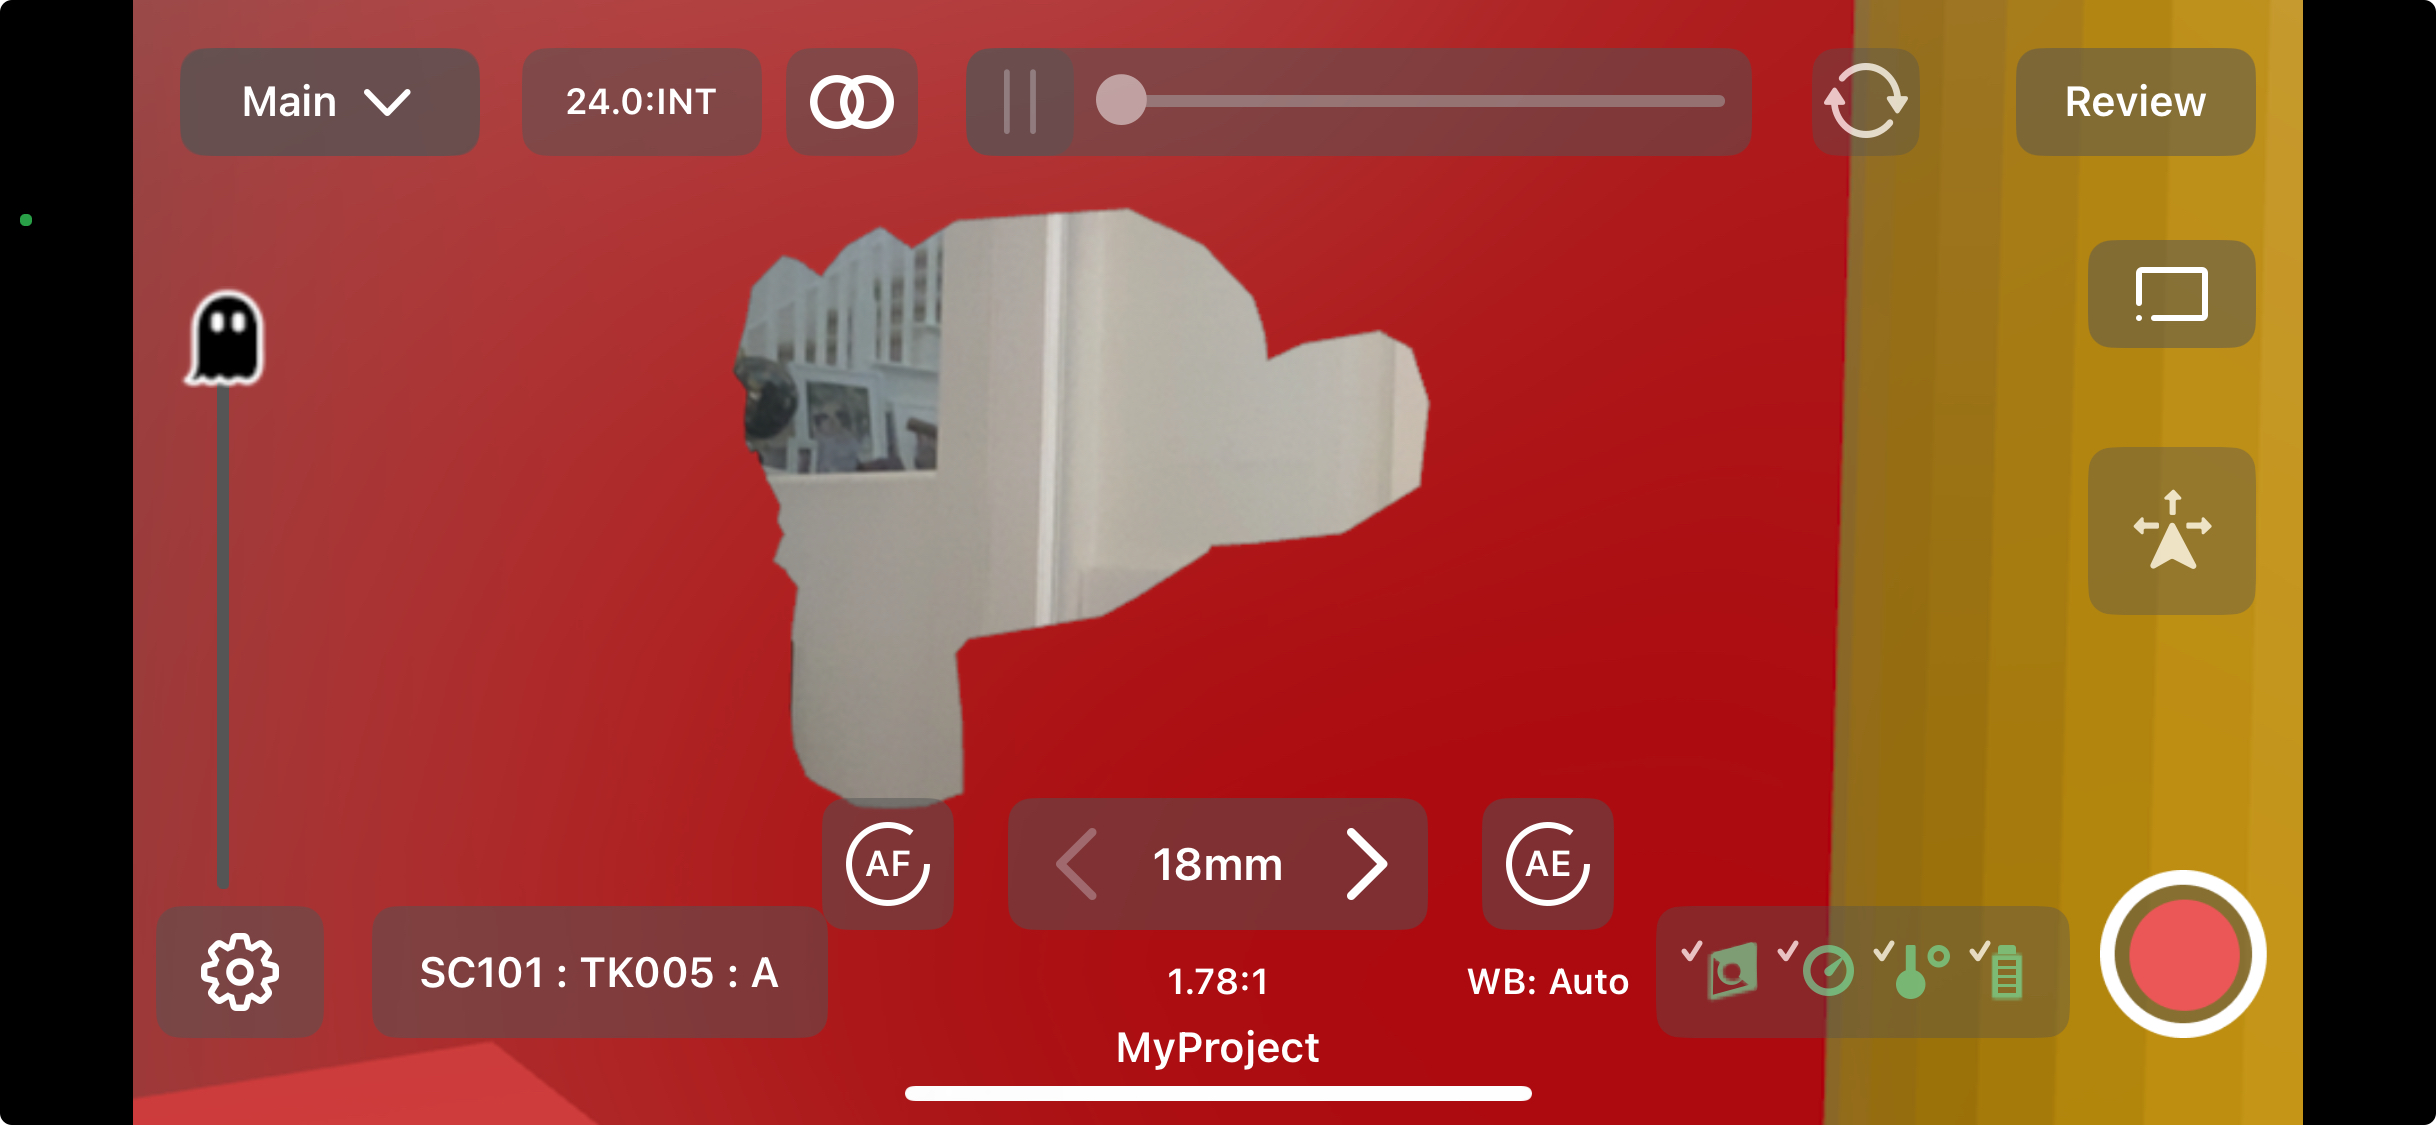 Main
24.0:INT
Review
AF
18mm
AE
SC101 : TK005 : A
1.78:1
WB: Auto
MyProject